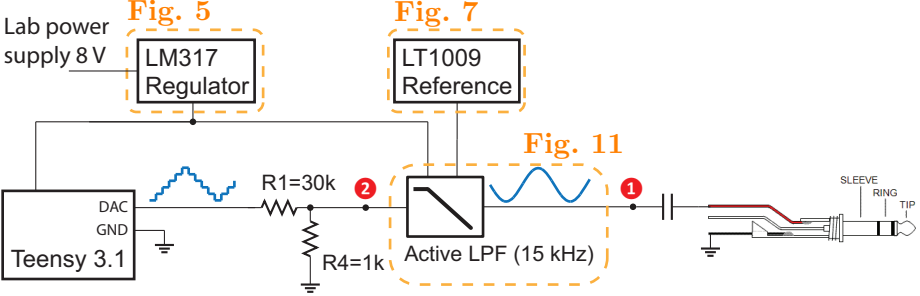 Fig. 5
Fig. 7
Lab power
supply 8 V
LM317
Regulator
LT1009
Reference
Fig. 11
R1=30k
2
1
SLEEVE
RING
TIP
DAC
GND
Teensy 3.1
R4=1k
Active LPF (15 kHz)